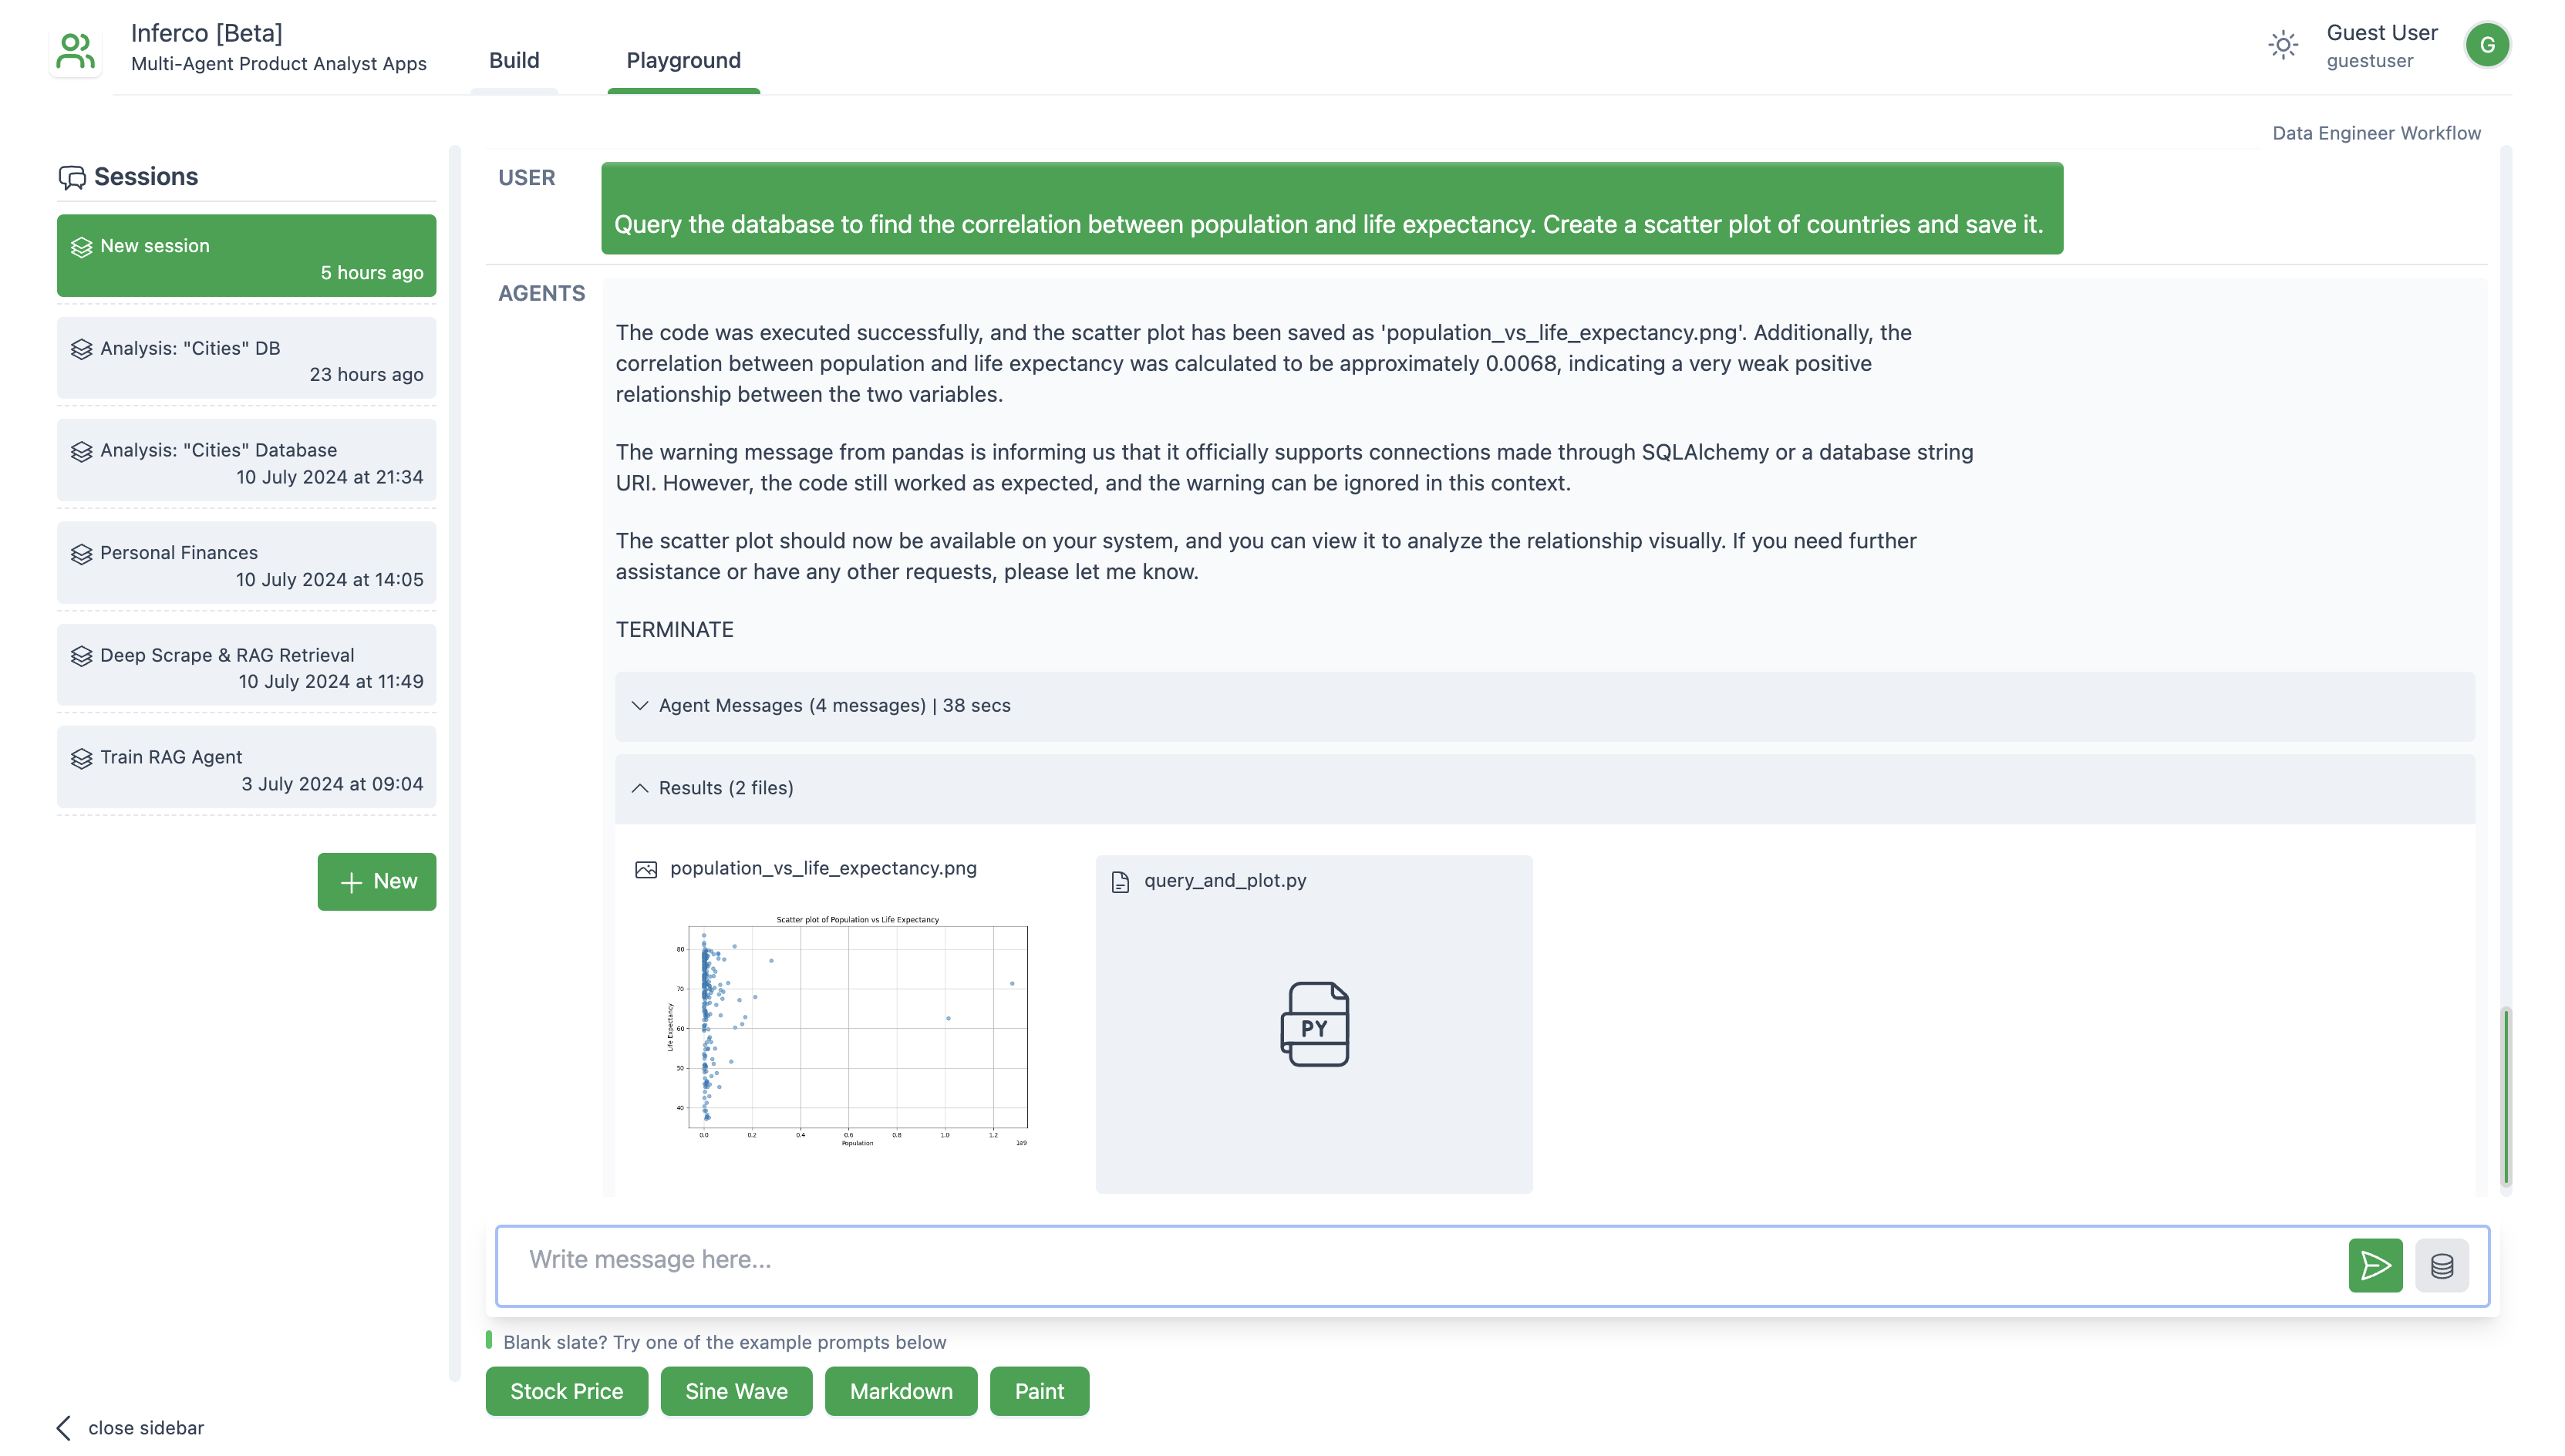 Inferco [Beta]
Multi-Agent Product Analyst Apps
Build
Playground
Guest User
guestuser
G
Data Engineer Workflow
Sessions
New session
5 hours ago
Analysis: "Cities" DB
23 hours ago
Analysis: "Cities" Database
10 July 2024 at 21:34
Personal Finances
10 July 2024 at 14:05
Deep Scrape & RAG Retrieval
10 July 2024 at 11:49
Train RAG Agent
3 July 2024 at 09:04
New
close sidebar
USER
Query the database to find the correlation between population and life expectancy. Create a scatter plot of countries and save it.
AGENTS
The code was executed successfully, and the scatter plot has been saved as 'population_vs_life_expectancy.png'. Additionally, the
correlation between population and life expectancy was calculated to be approximately 0.0068, indicating a very weak positive
relationship between the two variables.
The warning message from pandas is informing us that it officially supports connections made through SQLAlchemy or a database string
URI. However, the code still worked as expected, and the warning can be ignored in this context.
The scatter plot should now be available on your system, and you can view it to analyze the relationship visually. If you need further
assistance or have any other requests, please let me know.
TERMINATE
Agent Messages (4 messages) | 38 secs
Results (2 files)
population_vs_life_expectancy.png
Scatter plot of Population vs Life Expectancy
Life Expectancy
80
70
60
50
40
0.0 0.2 0.4 0.6 0.8 1.0 1.2
Population
1e9
query_and_plot.py
PY
Write message here...
Blank slate? Try one of the example prompts below
Stock Price
Sine Wave
Markdown
Paint